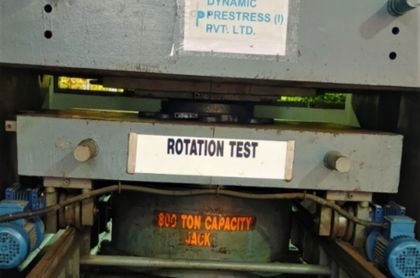 DYNAMIC
PRESTRESS (I)
PVT. LTD.
ROTATION TEST
800 TON CAPACITY
JACK